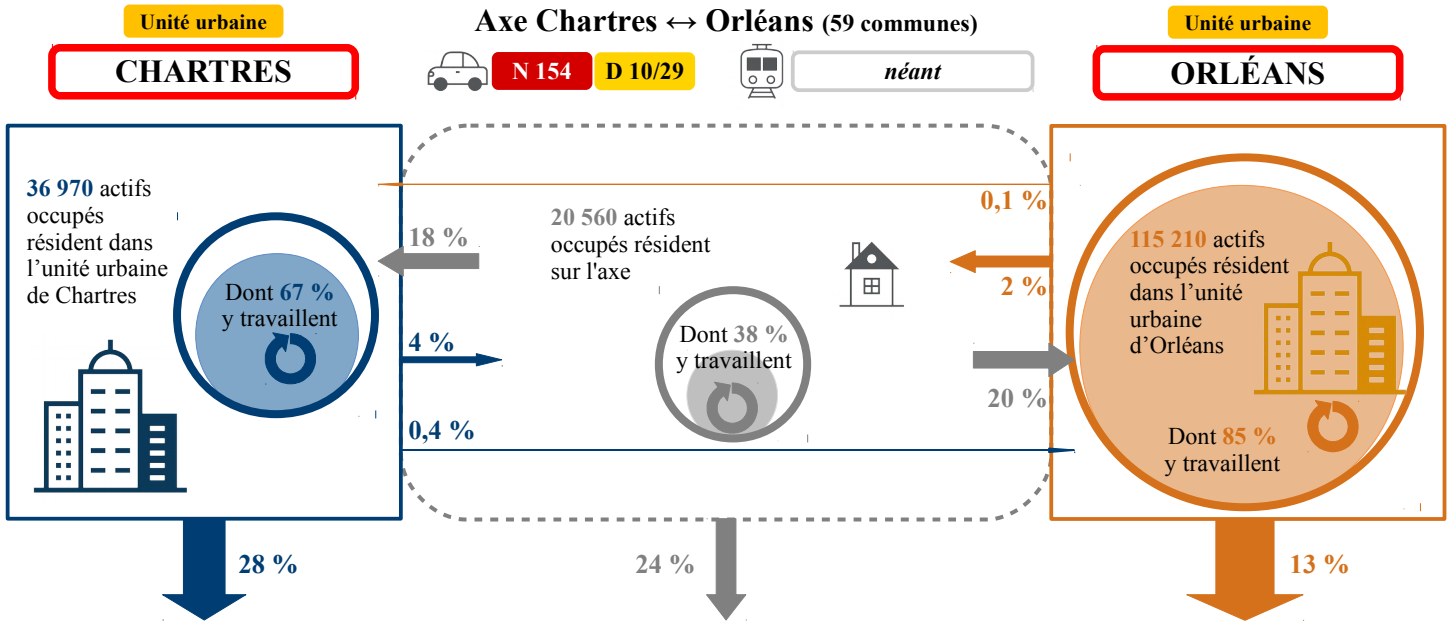 Unité urbaine
CHARTRES
Axe Chartres ↔ Orléans (59 communes)
N 154
D 10/29
néant
Unité urbaine
ORLÉANS
36 970 actifs
occupés
résident dans
l’unité urbaine
de Chartres
Dont 67 %
y travaillent
18 %
4 %
0,4 %
20 560 actifs
occupés résident
sur l'axe
Dont 38 %
y travaillent
0,1 %
2 %
20 %
115 210 actifs
occupés résident
dans l’unité
urbaine
d’Orléans
Dont 85 %
y travaillent
28 %
24 %
13 %